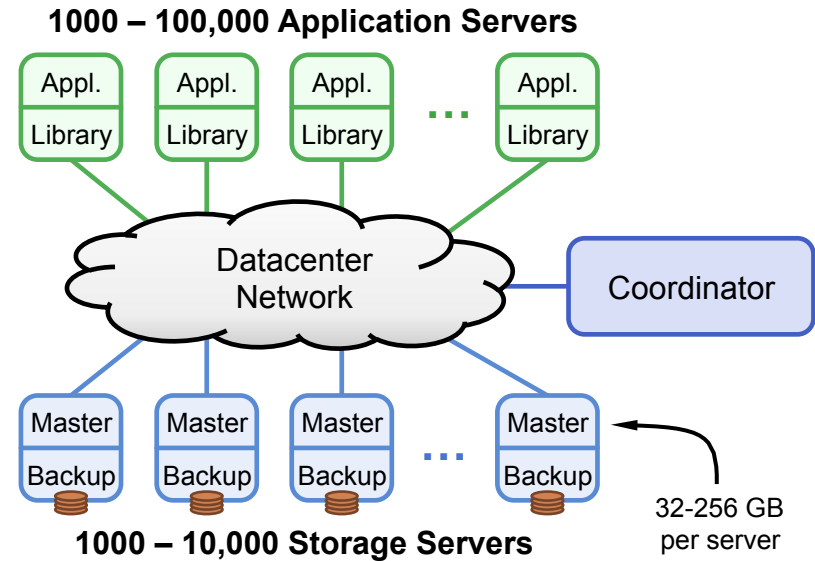 1000 – 100,000 Application Servers
Appl. Appl. Appl. ... Appl.
Library Library Library Library
Datacenter
Network
Coordinator
Master Master Master Master
Backup Backup Backup ... Backup
32-256 GB
per server
1000 – 10,000 Storage Servers